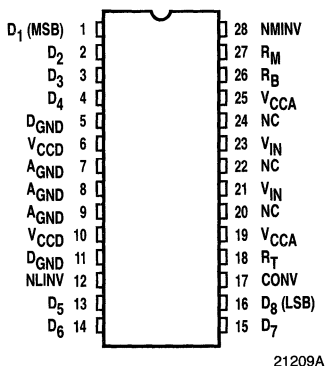 D1 (MSB) 1 28 NMINV
D2 2 27 RM
D3 3 26 RB
D4 4 25 VCCA
DGND 5 24 NC
VCCD 6 23 VIN
AGND 7 22 NC
AGND 8 21 VIN
AGND 9 20 NC
VCCD 10 19 VCCA
DGND 11 18 RT
NLINV 12 17 CONV
D5 13 16 D8 (LSB)
D6 14 15 D7
21209A